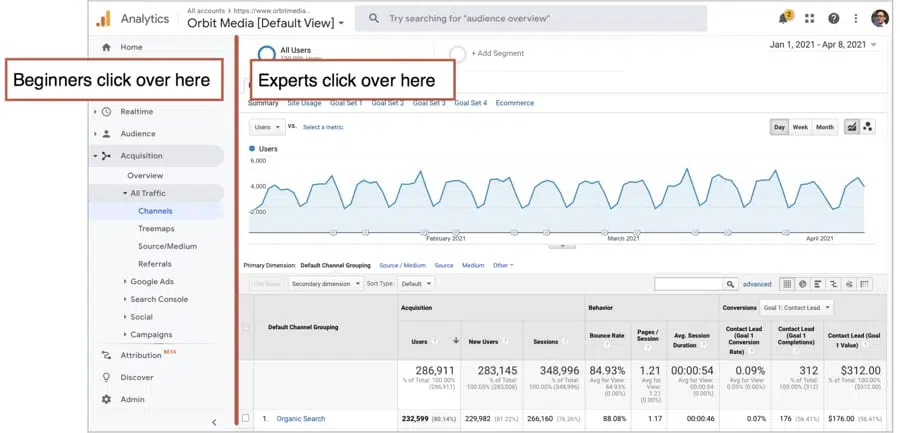 Analytics
All accounts > https://www.orbitmedia...
Orbit Media [Default View]
Try searching for "audience overview"
2
Home
All Users
+ Add Segment
Jan 1, 2021 - Apr 8, 2021
Beginners click over here
Experts click over here
Realtime
Audience
Acquisition
Overview
All Traffic
Channels
Treemaps
Source/Medium
Referrals
Google Ads
Search Console
Social
Campaigns
Attribution BETA
Discover
Admin
Summary Site Usage Goal Set 1 Goal Set 2 Goal Set 3 Goal Set 4 Ecommerce
Users VS. Select a metric
Day Week Month
Users
6,000
4,000
2,000
February 2021 March 2021 April 2021
Primary Dimension: Default Channel Grouping Source / Medium Source Medium Other
Plot Rows Secondary dimension Sort Type: Default advanced
Default Channel Grouping
Acquisition Behavior Conversions Goal 1: Contact Lead
Users New Users Sessions Bounce Rate Pages / Session Avg. Session Duration Contact Lead (Goal 1 Conversion Rate) Contact Lead (Goal 1 Completions) Contact Lead (Goal 1 Value)
286,911 283,145 348,996 84.93% 1.21 00:00:54 0.09% 312 $312.00
% of Total: 100.00% (286,911)
% of Total: 100.05% (283,006)
% of Total: 100.00% (348,996)
Avg for View: 84.93% (0.00%)
Avg for View: 1.21 (0.00%)
Avg for View: 00:00:54 (0.00%)
Avg for View: 0.09% (0.00%)
% of Total: 100.00% (312)
% of Total: 100.00% ($312.00)
1. Organic Search 232,599 (80.14%) 229,982 (81.22%) 266,160 (76.26%) 88.08% 1.17 00:00:46 0.07% 176 (56.41%) $176.00 (56.41%)